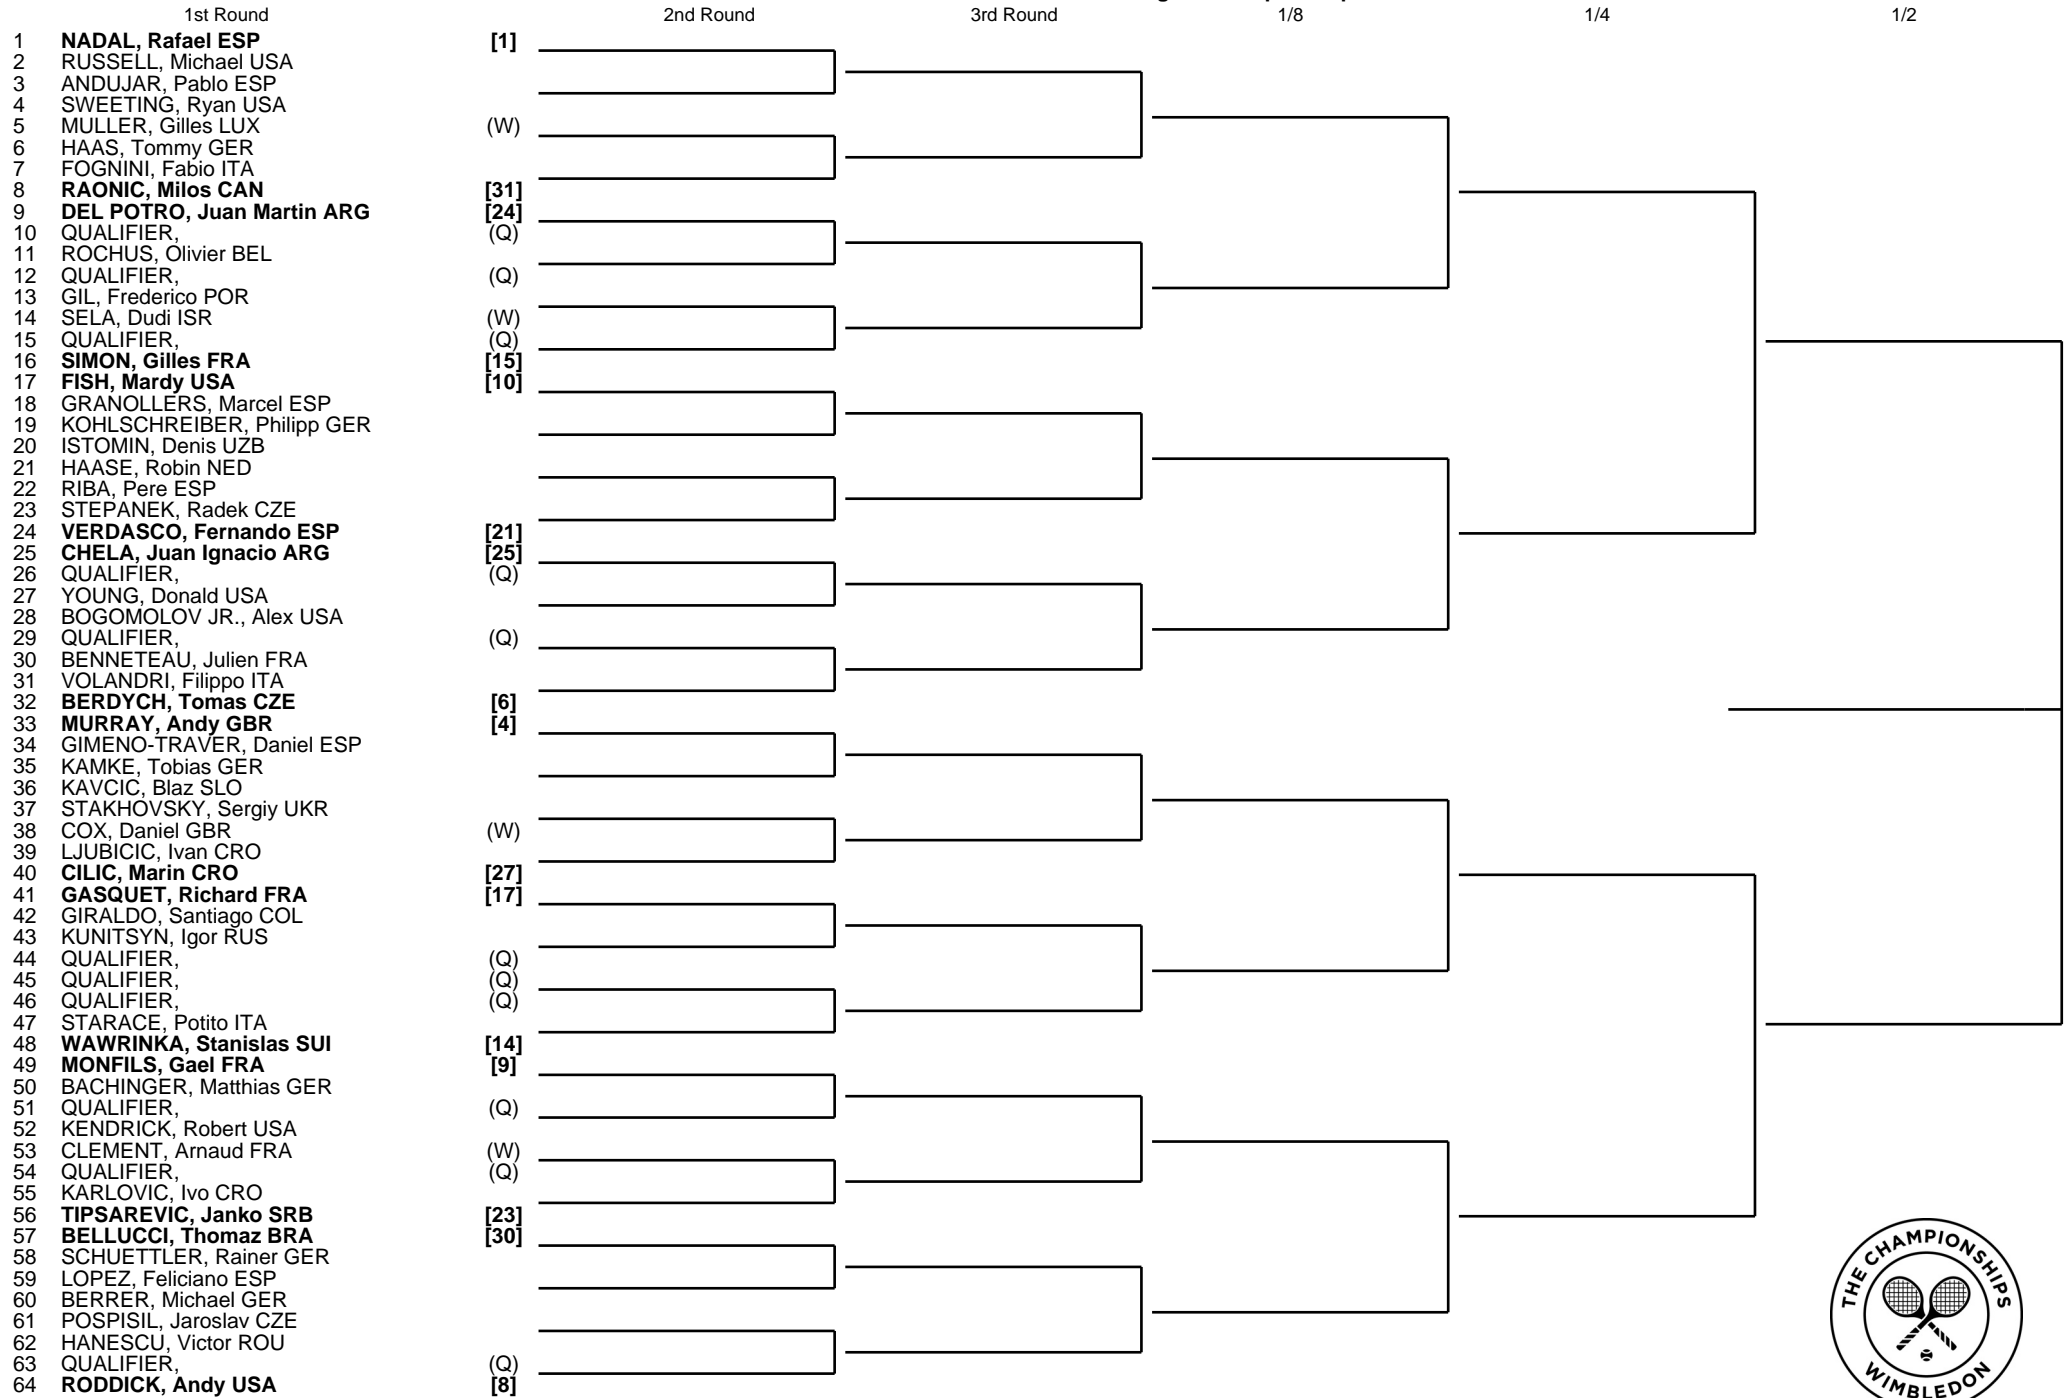 1st Round 2nd Round 3rd Round 1/8 1/4 1/2
1 NADAL, Rafael ESP [1]
2 RUSSELL, Michael USA
3 ANDUJAR, Pablo ESP
4 SWEETING, Ryan USA
5 MULLER, Gilles LUX (W)
6 HAAS, Tommy GER
7 FOGNINI, Fabio ITA
8 RAONIC, Milos CAN [31]
9 DEL POTRO, Juan Martin ARG [24]
10 QUALIFIER, (Q)
11 ROCHUS, Olivier BEL
12 QUALIFIER, (Q)
13 GIL, Frederico POR
14 SELA, Dudi ISR (W)
15 QUALIFIER, (Q)
16 SIMON, Gilles FRA [15]
17 FISH, Mardy USA [10]
18 GRANOLLERS, Marcel ESP
19 KOHLSCHREIBER, Philipp GER
20 ISTOMIN, Denis UZB
21 HAASE, Robin NED
22 RIBA, Pere ESP
23 STEPANEK, Radek CZE
24 VERDASCO, Fernando ESP [21]
25 CHELA, Juan Ignacio ARG [25]
26 QUALIFIER, (Q)
27 YOUNG, Donald USA
28 BOGOMOLOV JR., Alex USA
29 QUALIFIER, (Q)
30 BENNETEAU, Julien FRA
31 VOLANDRI, Filippo ITA
32 BERDYCH, Tomas CZE [6]
33 MURRAY, Andy GBR [4]
34 GIMENO-TRAVER, Daniel ESP
35 KAMKE, Tobias GER
36 KAVCIC, Blaz SLO
37 STAKHOVSKY, Sergiy UKR
38 COX, Daniel GBR (W)
39 LJUBICIC, Ivan CRO
40 CILIC, Marin CRO [27]
41 GASQUET, Richard FRA [17]
42 GIRALDO, Santiago COL
43 KUNITSYN, Igor RUS
44 QUALIFIER, (Q)
45 QUALIFIER, (Q)
46 QUALIFIER, (Q)
47 STARACE, Potito ITA
48 WAWRINKA, Stanislas SUI [14]
49 MONFILS, Gael FRA [9]
50 BACHINGER, Matthias GER
51 QUALIFIER, (Q)
52 KENDRICK, Robert USA
53 CLEMENT, Arnaud FRA (W)
54 QUALIFIER, (Q)
55 KARLOVIC, Ivo CRO
56 TIPSAREVIC, Janko SRB [23]
57 BELLUCCI, Thomaz BRA [30]
58 SCHUETTLER, Rainer GER
59 LOPEZ, Feliciano ESP
60 BERRER, Michael GER
61 POSPISIL, Jaroslav CZE
62 HANESCU, Victor ROU
63 QUALIFIER, (Q)
64 RODDICK, Andy USA [8]
THE CHAMPIONSHIPS
WIMBLEDON